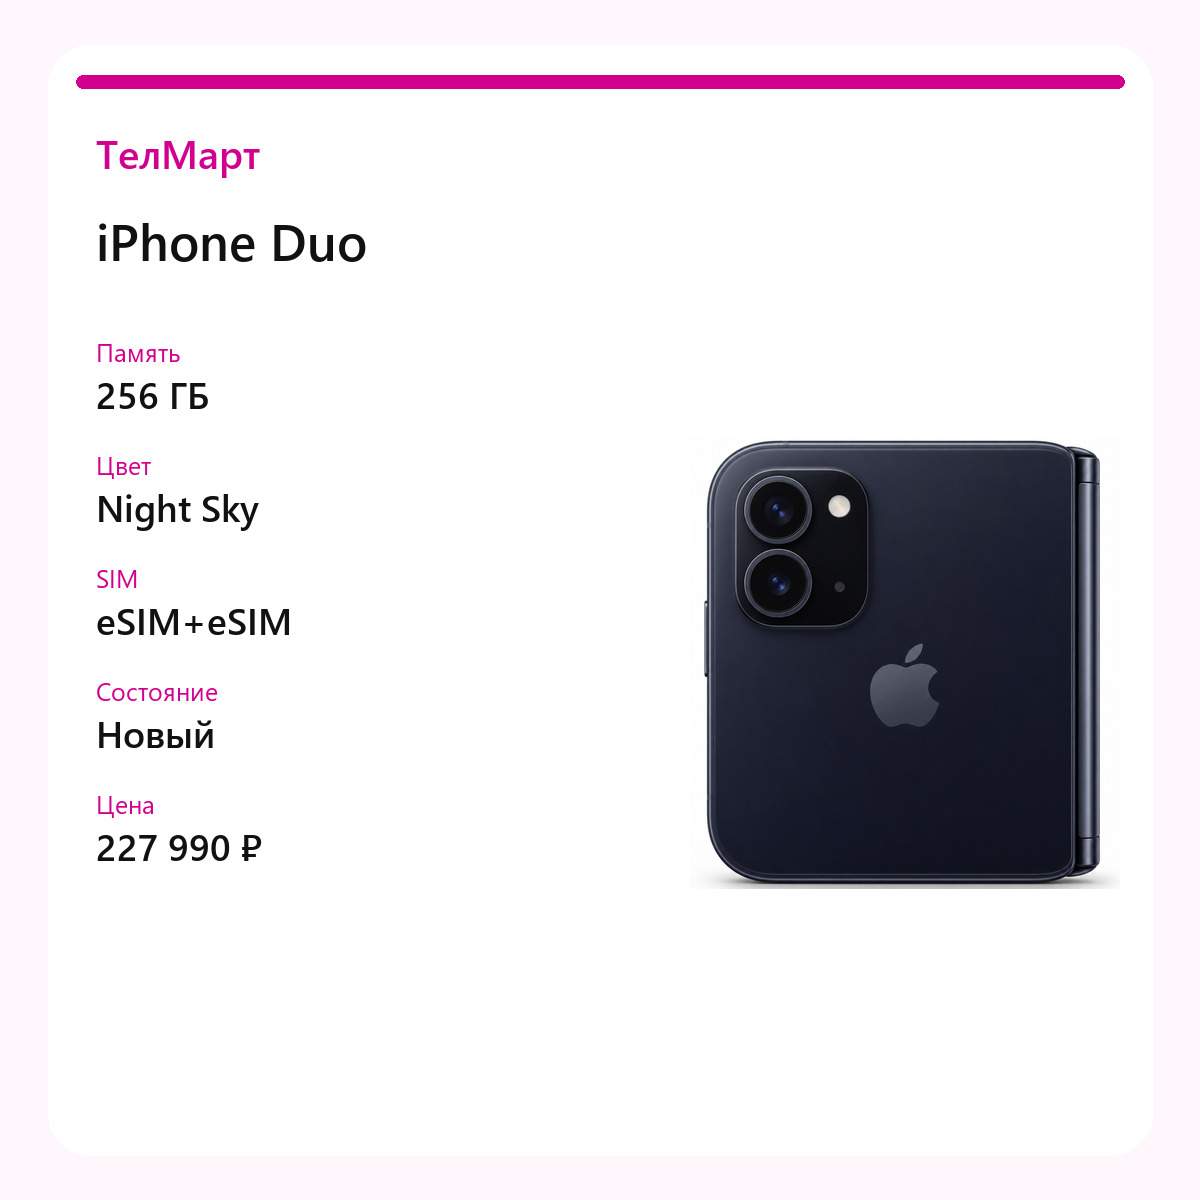 ТелМарт
iPhone Duo
Память
256 ГБ
Цвет
Night Sky
SIM
eSIM+eSIM
Состояние
Новый
Цена
227 990 ₽